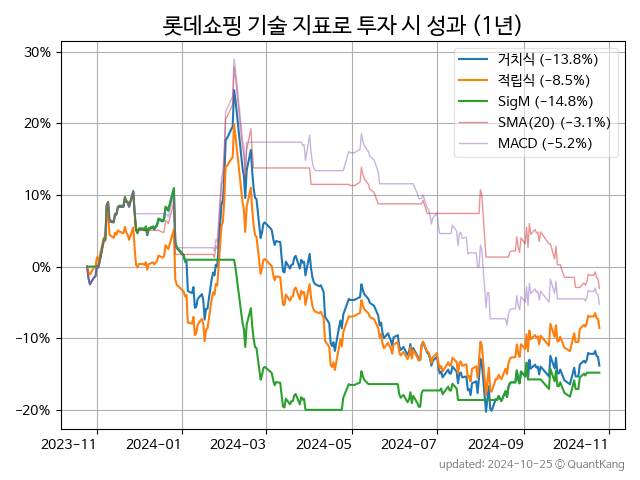 롯데쇼핑 기술 지표로 투자 시 성과 (1년)
거치식 (−13.8%)
적립식 (−8.5%)
SigM (−14.8%)
SMA(20) (−3.1%)
MACD (−5.2%)
30%
20%
10%
0%
−10%
−20%
2023-11 2024-01 2024-03 2024-05 2024-07 2024-09 2024-11
updated: 2024-10-25 © QuantKang